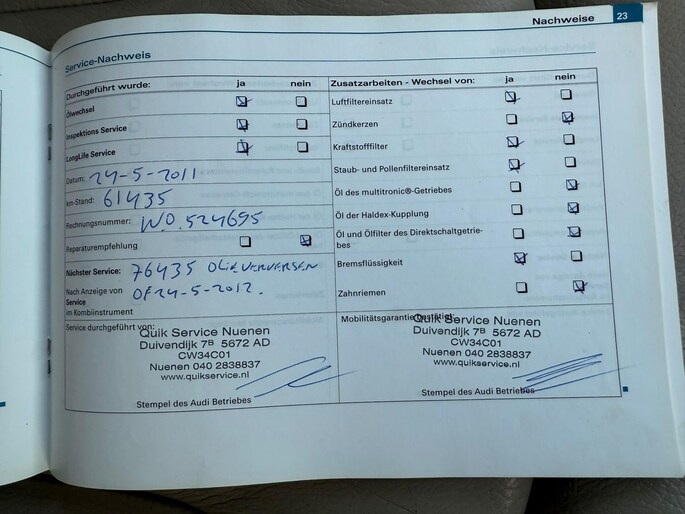 Nachweise 23
Service-Nachweis
Durchgeführt wurde: ja nein
Ölwechsel
Inspektions Service
LongLife Service
Datum: 24-5-2011
km-Stand: 61435
Rechnungsnummer: W.O. 524695
Reparaturempfehlung
Nächster Service: 76435 OLIE VERVERSEN
Nach Anzeige von OF 24-5-2012.
Service
im Kombiinstrument
Service durchgeführt von:
Quik Service Nuenen
Duivendijk 7B 5672 AD
CW34C01
Nuenen 040 2838837
www.quikservice.nl
Stempel des Audi Betriebes
Zusatzarbeiten - Wechsel von: ja nein
Luftfiltereinsatz
Zündkerzen
Kraftstofffilter
Staub- und Pollenfiltereinsatz
Öl des multitronic®-Getriebes
Öl der Haldex-Kupplung
Öl und Ölfilter des Direktschaltgetrie-
bes
Bremsflüssigkeit
Zahnriemen
Mobilitätsgarantie bestätigt:
Quik Service Nuenen
Duivendijk 7B 5672 AD
CW34C01
Nuenen 040 2838837
www.quikservice.nl
Stempel des Audi Betriebes